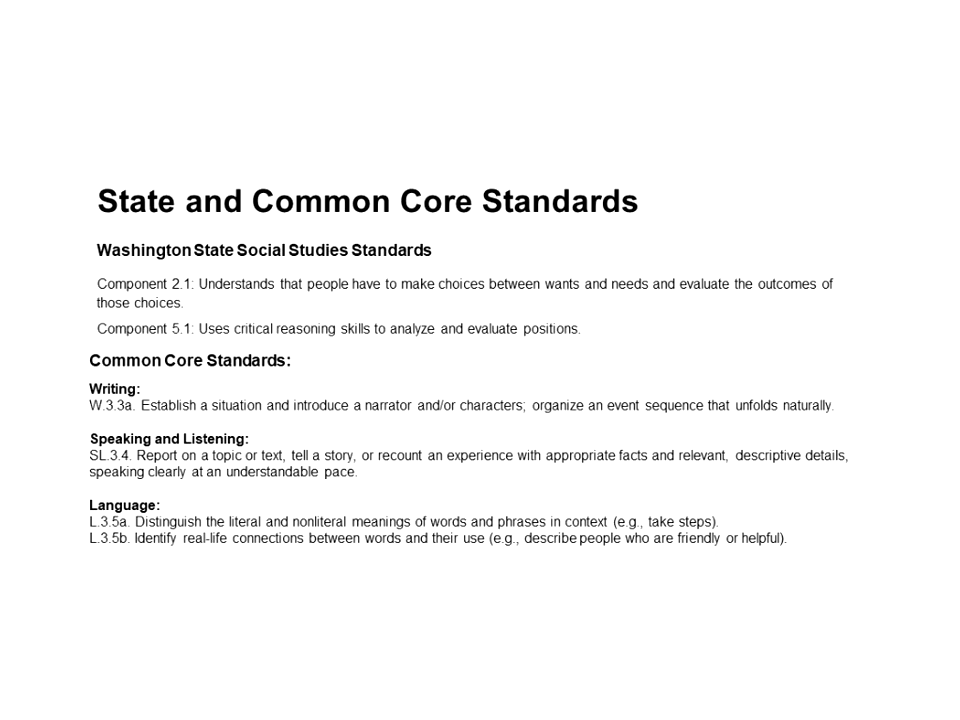 State and Common Core Standards
Washington State Social Studies Standards
Component 2.1: Understands that people have to make choices between wants and needs and evaluate the outcomes of
those choices.
Component 5.1: Uses critical reasoning skills to analyze and evaluate positions.
Common Core Standards:
Writing:
W.3.3a. Establish a situation and introduce a narrator and/or characters; organize an event sequence that unfolds naturally.
Speaking and Listening:
SL.3.4. Report on a topic or text, tell a story, or recount an experience with appropriate facts and relevant, descriptive details,
speaking clearly at an understandable pace.
Language:
L.3.5a. Distinguish the literal and nonliteral meanings of words and phrases in context (e.g., take steps).
L.3.5b. Identify real-life connections between words and their use (e.g., describe people who are friendly or helpful).